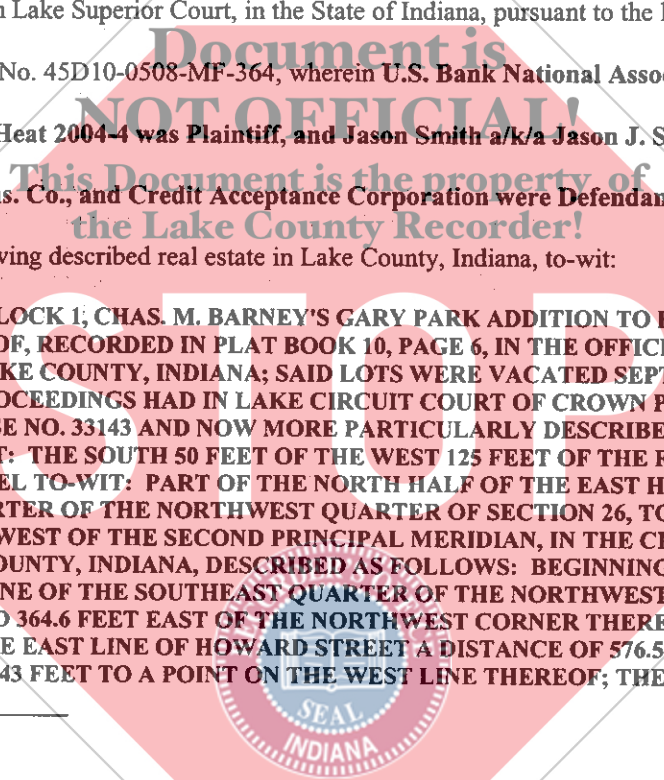 Lake Superior Court, in the State of Indiana, pursuant to the
Document is
No. 45D10-0508-MF-364, wherein U.S. Bank National
NOT OFFICIAL!
Heat 2004-4 was Plaintiff, and Jason Smith a/k/a Jason J. S
This Document is the property of
s. Co., and Credit Acceptance Corporation were
the Lake County Recorder!
ving described real estate in Lake County, Indiana, to-wit:
STOP
LOCK 1, CHAS. M. BARNEY'S GARY PARK ADDITION TO
OF, RECORDED IN PLAT BOOK 10, PAGE 6, IN THE OFFIC
KE COUNTY, INDIANA; SAID LOTS WERE VACATED SEPT
OCEEDINGS HAD IN LAKE CIRCUIT COURT OF CROWN P
E NO. 33143 AND NOW MORE PARTICULARLY DESCRIBE
T: THE SOUTH 50 FEET OF THE WEST 125 FEET OF THE
EL TO-WIT: PART OF THE NORTH HALF OF THE EAST H
RTER OF THE NORTHWEST QUARTER OF SECTION 26, TO
WEST OF THE SECOND PRINCIPAL MERIDIAN, IN THE
OUNTY, INDIANA, DESCRIBED AS FOLLOWS: BEGINNING
NE OF THE SOUTHEAST QUARTER OF THE NORTHWEST
364.6 FEET EAST OF THE NORTHWEST CORNER THERE
E EAST LINE OF HOWARD STREET A DISTANCE OF 576.5
43 FEET TO A POINT ON THE WEST LINE THEREOF; THE
SEAL
INDIANA